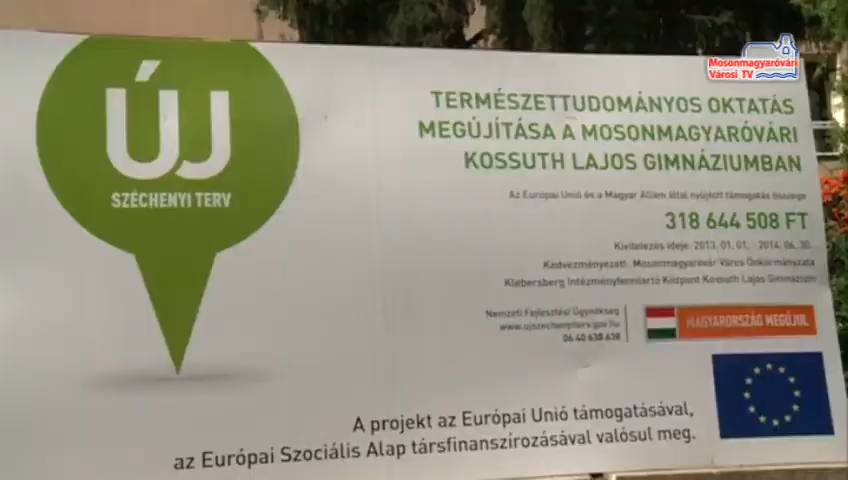 Mosonmagyaróvári
Városi TV
ÚJ
SZÉCHENYI TERV
TERMÉSZETTUDOMÁNYOS OKTATÁS
MEGÚJÍTÁSA A MOSONMAGYARÓVÁRI
KOSSUTH LAJOS GIMNÁZIUMBAN
Az Európai Unió és a Magyar Állam által nyújtott támogatás összege
318 644 508 FT
Kivitelezés ideje: 2013. 01. 01. - 2014. 06. 30.
Kedvezményezett: Mosonmagyaróvár Város Önkormányzata
Klebersberg Intézményfenntartó Központ Kossuth Lajos Gimnázium
Nemzeti Fejlesztési Ügynökség
www.ujszechenyiterv.gov.hu
06 40 638 638
MAGYARORSZÁG MEGÚJUL
A projekt az Európai Unió támogatásával,
az Európai Szociális Alap társfinanszírozásával valósul meg.